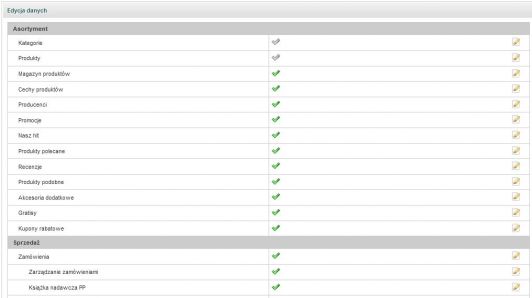 Edycja danych
Asortyment
Kategorie
Produkty
Magazyn produktów
Cechy produktów
Producenci
Promocje
Nasz hit
Produkty polecane
Recenzje
Produkty podobne
Akcesoria dodatkowe
Gratisy
Kupony rabatowe
Sprzedaż
Zamówienia
Zarządzanie zamówieniami
Książka nadawcza PP